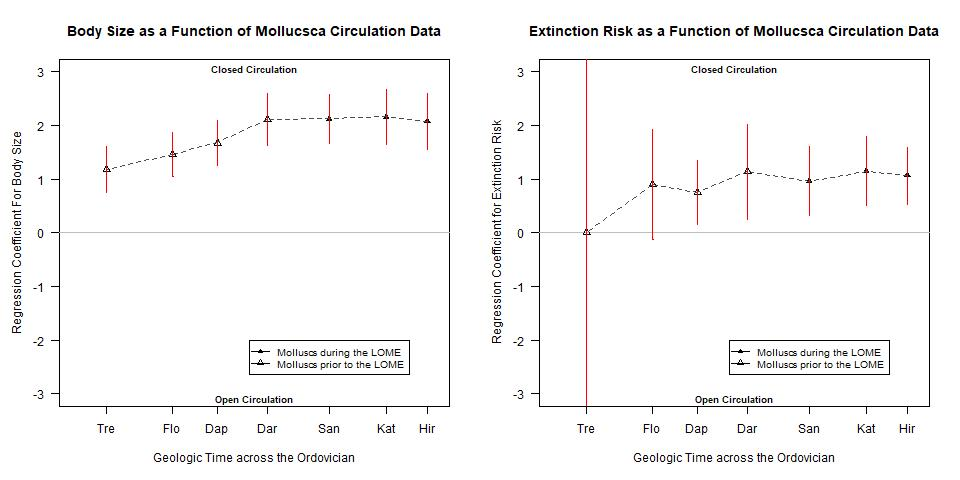 Body Size as a Function of Mollucsca Circulation Data
Closed Circulation
3
2
1
0
-1
-2
-3
Regression Coefficient For Body Size
Molluscs during the LOME
Molluscs prior to the LOME
Open Circulation
Tre Flo Dap Dar San Kat Hir
Geologic Time across the Ordovician
Extinction Risk as a Function of Mollucsca Circulation Data
Closed Circulation
3
2
1
0
-1
-2
-3
Regression Coefficient for Extinction Risk
Molluscs during the LOME
Molluscs prior to the LOME
Open Circulation
Tre Flo Dap Dar San Kat Hir
Geologic Time across the Ordovician